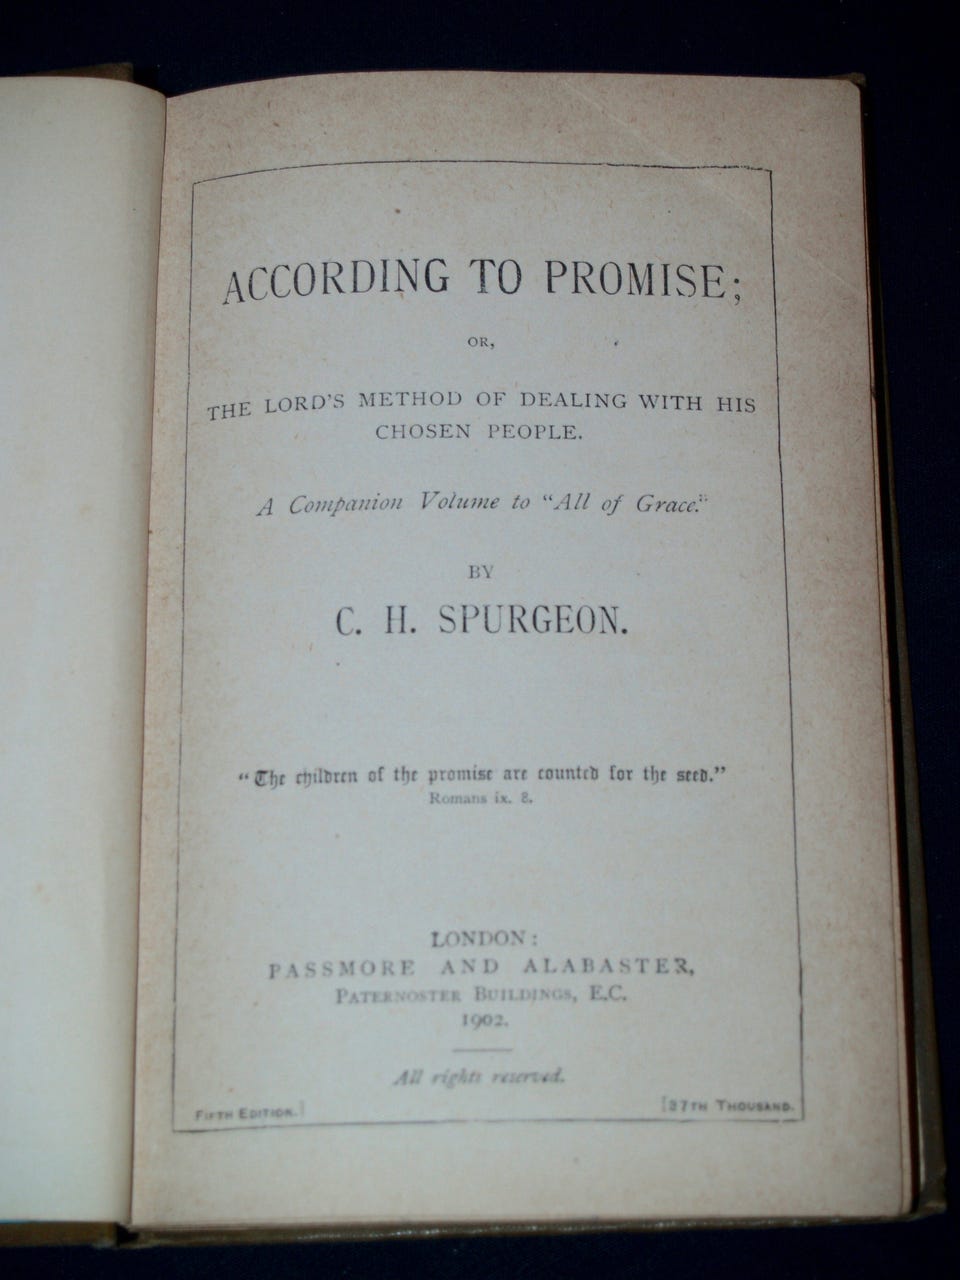 ACCORDING TO PROMISE;
OR,
THE LORD'S METHOD OF DEALING WITH HIS
CHOSEN PEOPLE.
A Companion Volume to "All of Grace."
BY
C. H. SPURGEON.
"The children of the promise are counted for the seed."
Romans ix. 8.
LONDON:
PASSMORE AND ALABASTER,
PATERNOSTER BUILDINGS, E.C.
1902.
All rights reserved.
FIFTH EDITION.] [37TH THOUSAND.